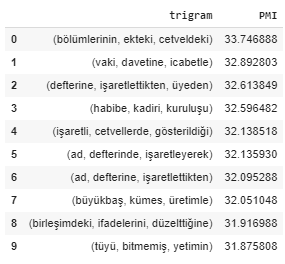 trigram PMI
0 (bölümlerinin, ekteki, cetveldeki) 33.746888
1 (vaki, davetine, icabetle) 32.892803
2 (defterine, işaretlettikten, üyeden) 32.613849
3 (habibe, kadiri, kuruluşu) 32.596482
4 (işaretli, cetvellerde, gösterildiği) 32.138518
5 (ad, defterinde, işaretleyerek) 32.135930
6 (ad, defterine, işaretlettikten) 32.095288
7 (büyükbaş, kümes, üretimle) 32.051048
8 (birleşimdeki, ifadelerini, düzelttiğine) 31.916988
9 (tüyü, bitmemiş, yetimin) 31.875808